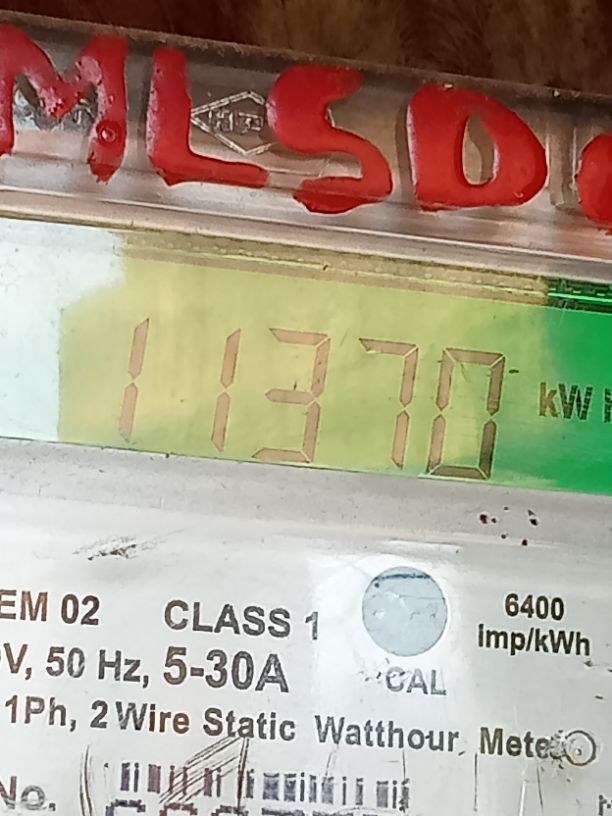 MLSD
11370 kW
EM 02 CLASS 1
6400
imp/kWh
V, 50 Hz, 5-30A
CAL
1Ph, 2 Wire Static Watthour Mete
No.